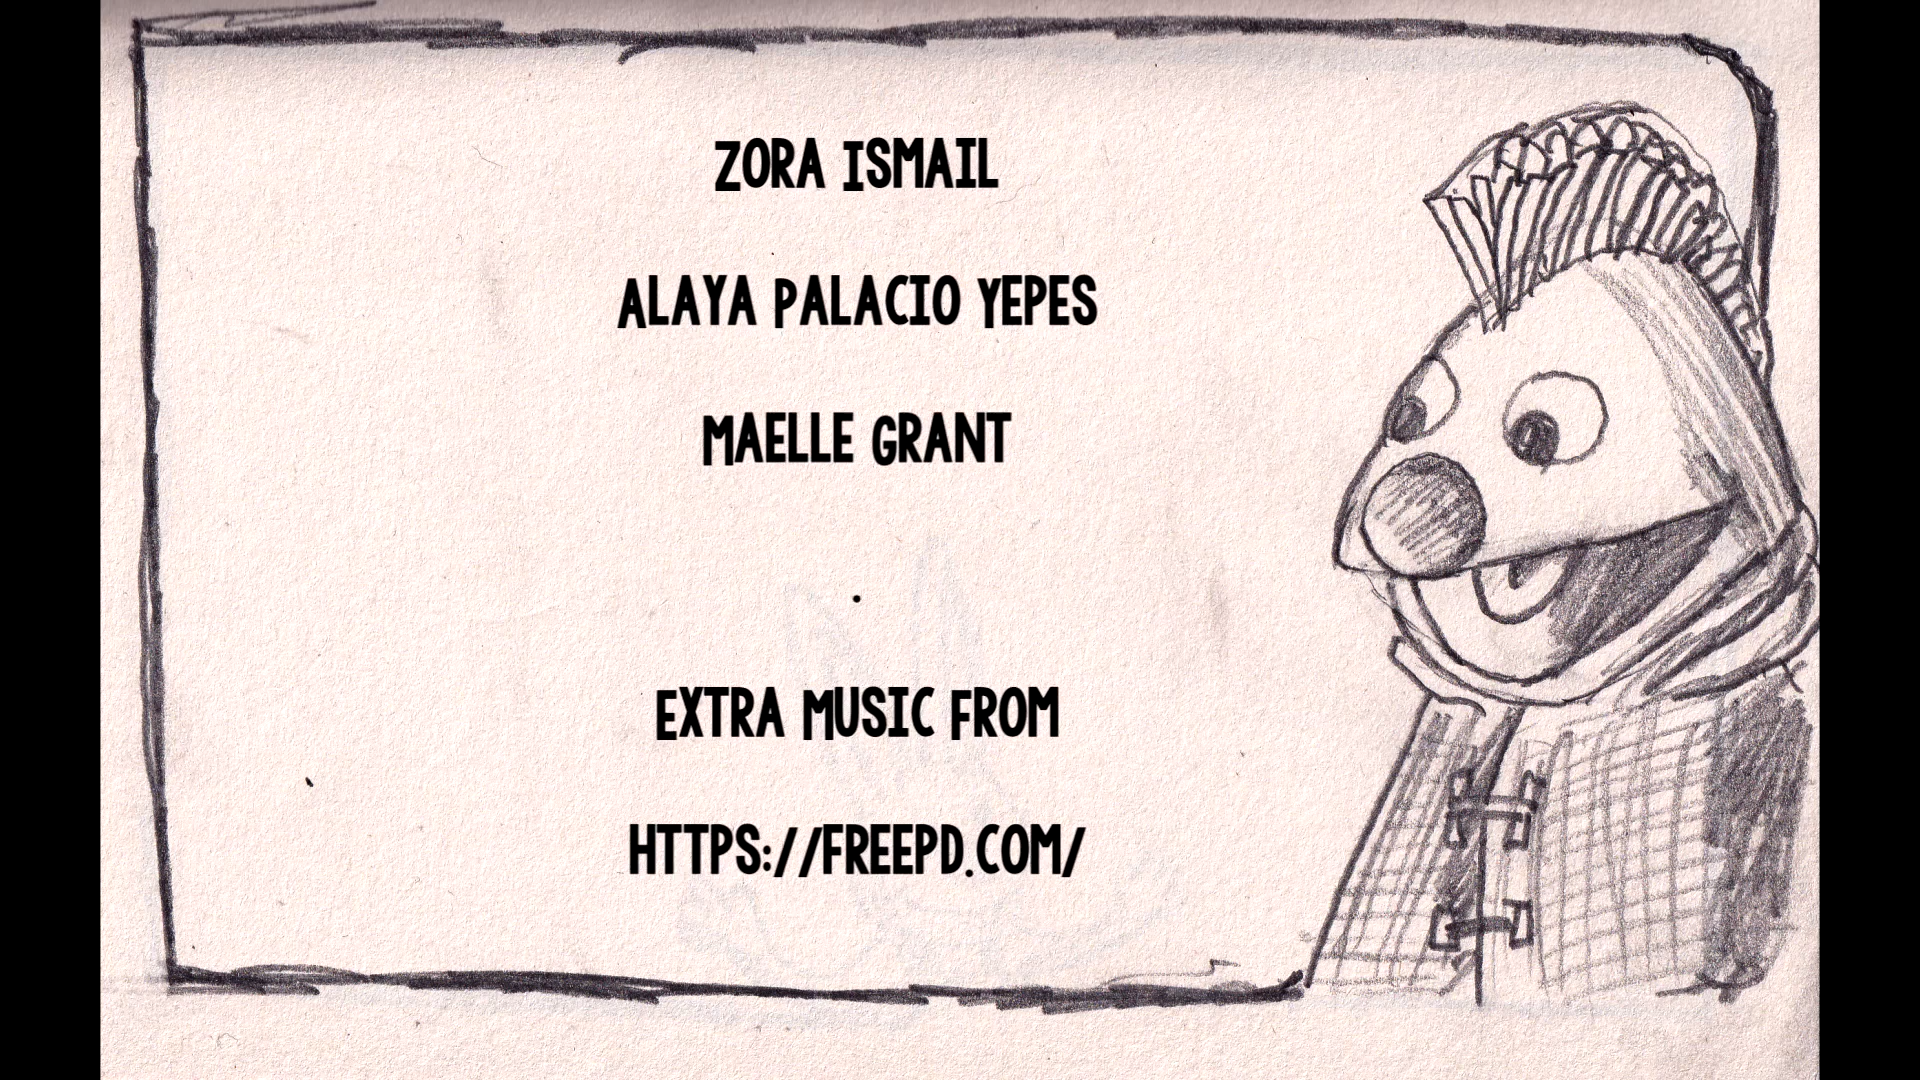 ZORA ISMAIL
ALAYA PALACIO YEPES
MAELLE GRANT
.
EXTRA MUSIC FROM
HTTPS://FREEPD.COM/